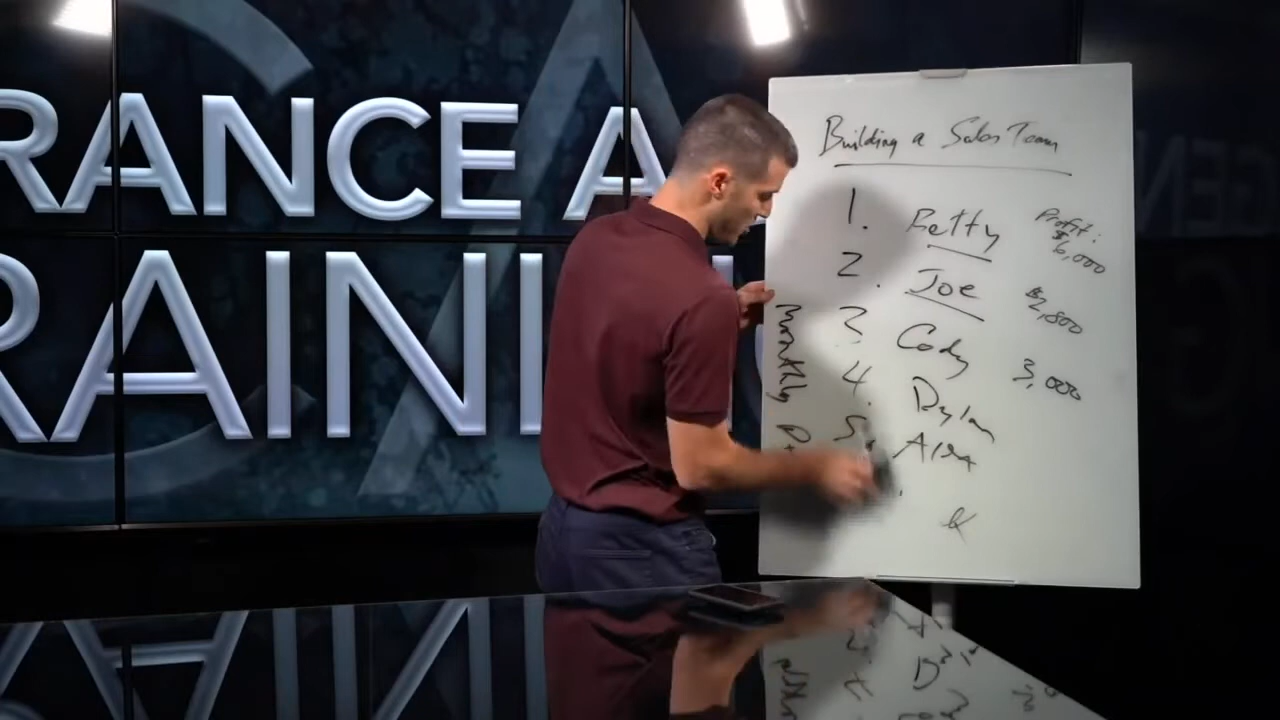 RANCE A
RAINI
Building a Sales Team
1. Betty Profit: $6,000
2. Joe $2,800
3. Cody 3,000
4. Dylan
5. Alex
Monthly